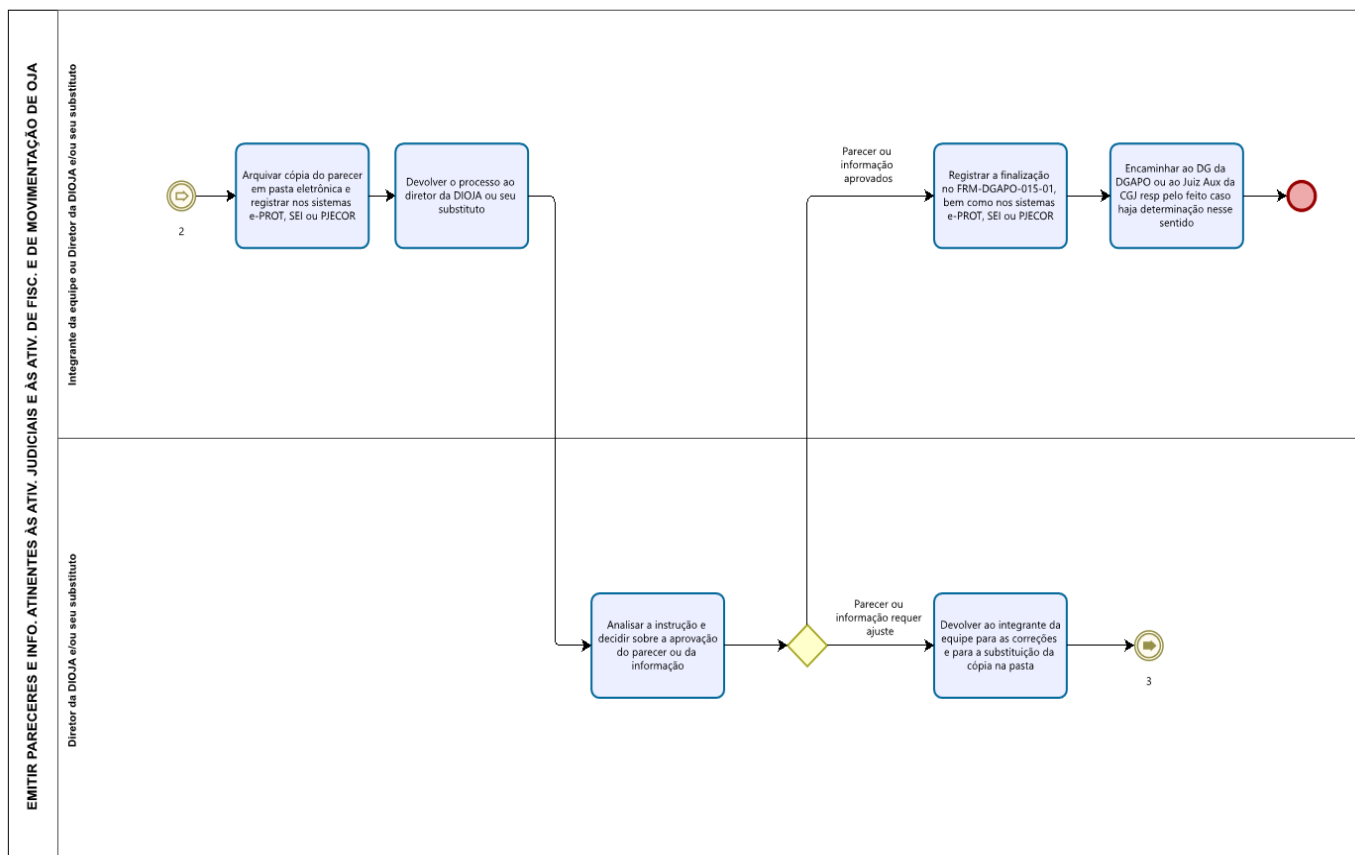 EMITIR PARECERES E INFO. ATINENTES ÀS ATIV. JUDICIAIS E ÀS ATIV. DE FISC. E DE MOVIMENTAÇÃO DE OJA
Integrante da equipe ou Diretor da DIOJA e/ou seu substituto
2
Arquivar cópia do parecer
em pasta eletrônica e
registrar nos sistemas
e-PROT, SEI ou PJECOR
Devolver o processo ao
diretor da DIOJA ou seu
substituto
Parecer ou
informação
aprovados
Registrar a finalização
no FRM-DGAPO-015-01,
bem como nos sistemas
e-PROT, SEI ou PJECOR
Encaminhar ao DG da
DGAPO ou ao Juiz Aux da
CGJ resp pelo feito caso
haja determinação nesse
sentido
Diretor da DIOJA e/ou seu substituto
Analisar a instrução e
decidir sobre a aprovação
do parecer ou da
informação
Parecer ou
informação requer
ajuste
Devolver ao integrante da
equipe para as correções
e para a substituição da
cópia na pasta
3